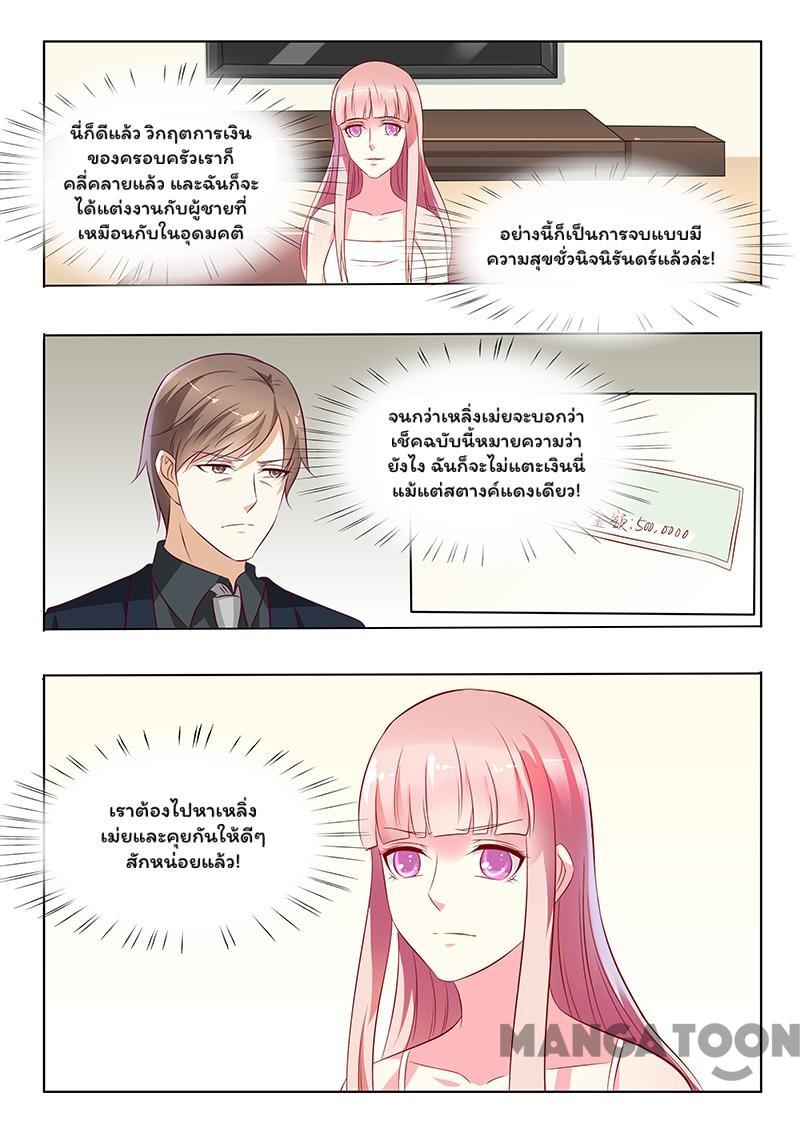 นี่ก็ดีแล้ว วิกฤตการเงิน
ของครอบครัวเราก็
คลี่คลายแล้ว และฉันก็จะ
ได้แต่งงานกับผู้ชายที่
เหมือนกับในอุดมคติ
อย่างนี้ก็เป็นการจบแบบมี
ความสุขชั่วนิจนิรันดร์แล้วล่ะ!
จนกว่าเหลิ่งเม่ยจะบอกว่า
เช็คฉบับนี้หมายความว่า
ยังไง ฉันก็จะไม่แตะเงินนี่
แม้แต่สตางค์แดงเดียว!
金额:500,0000
เราต้องไปหาเหลิ่ง
เม่ยและคุยกันให้ดีๆ
สักหน่อยแล้ว!
MANGATOON